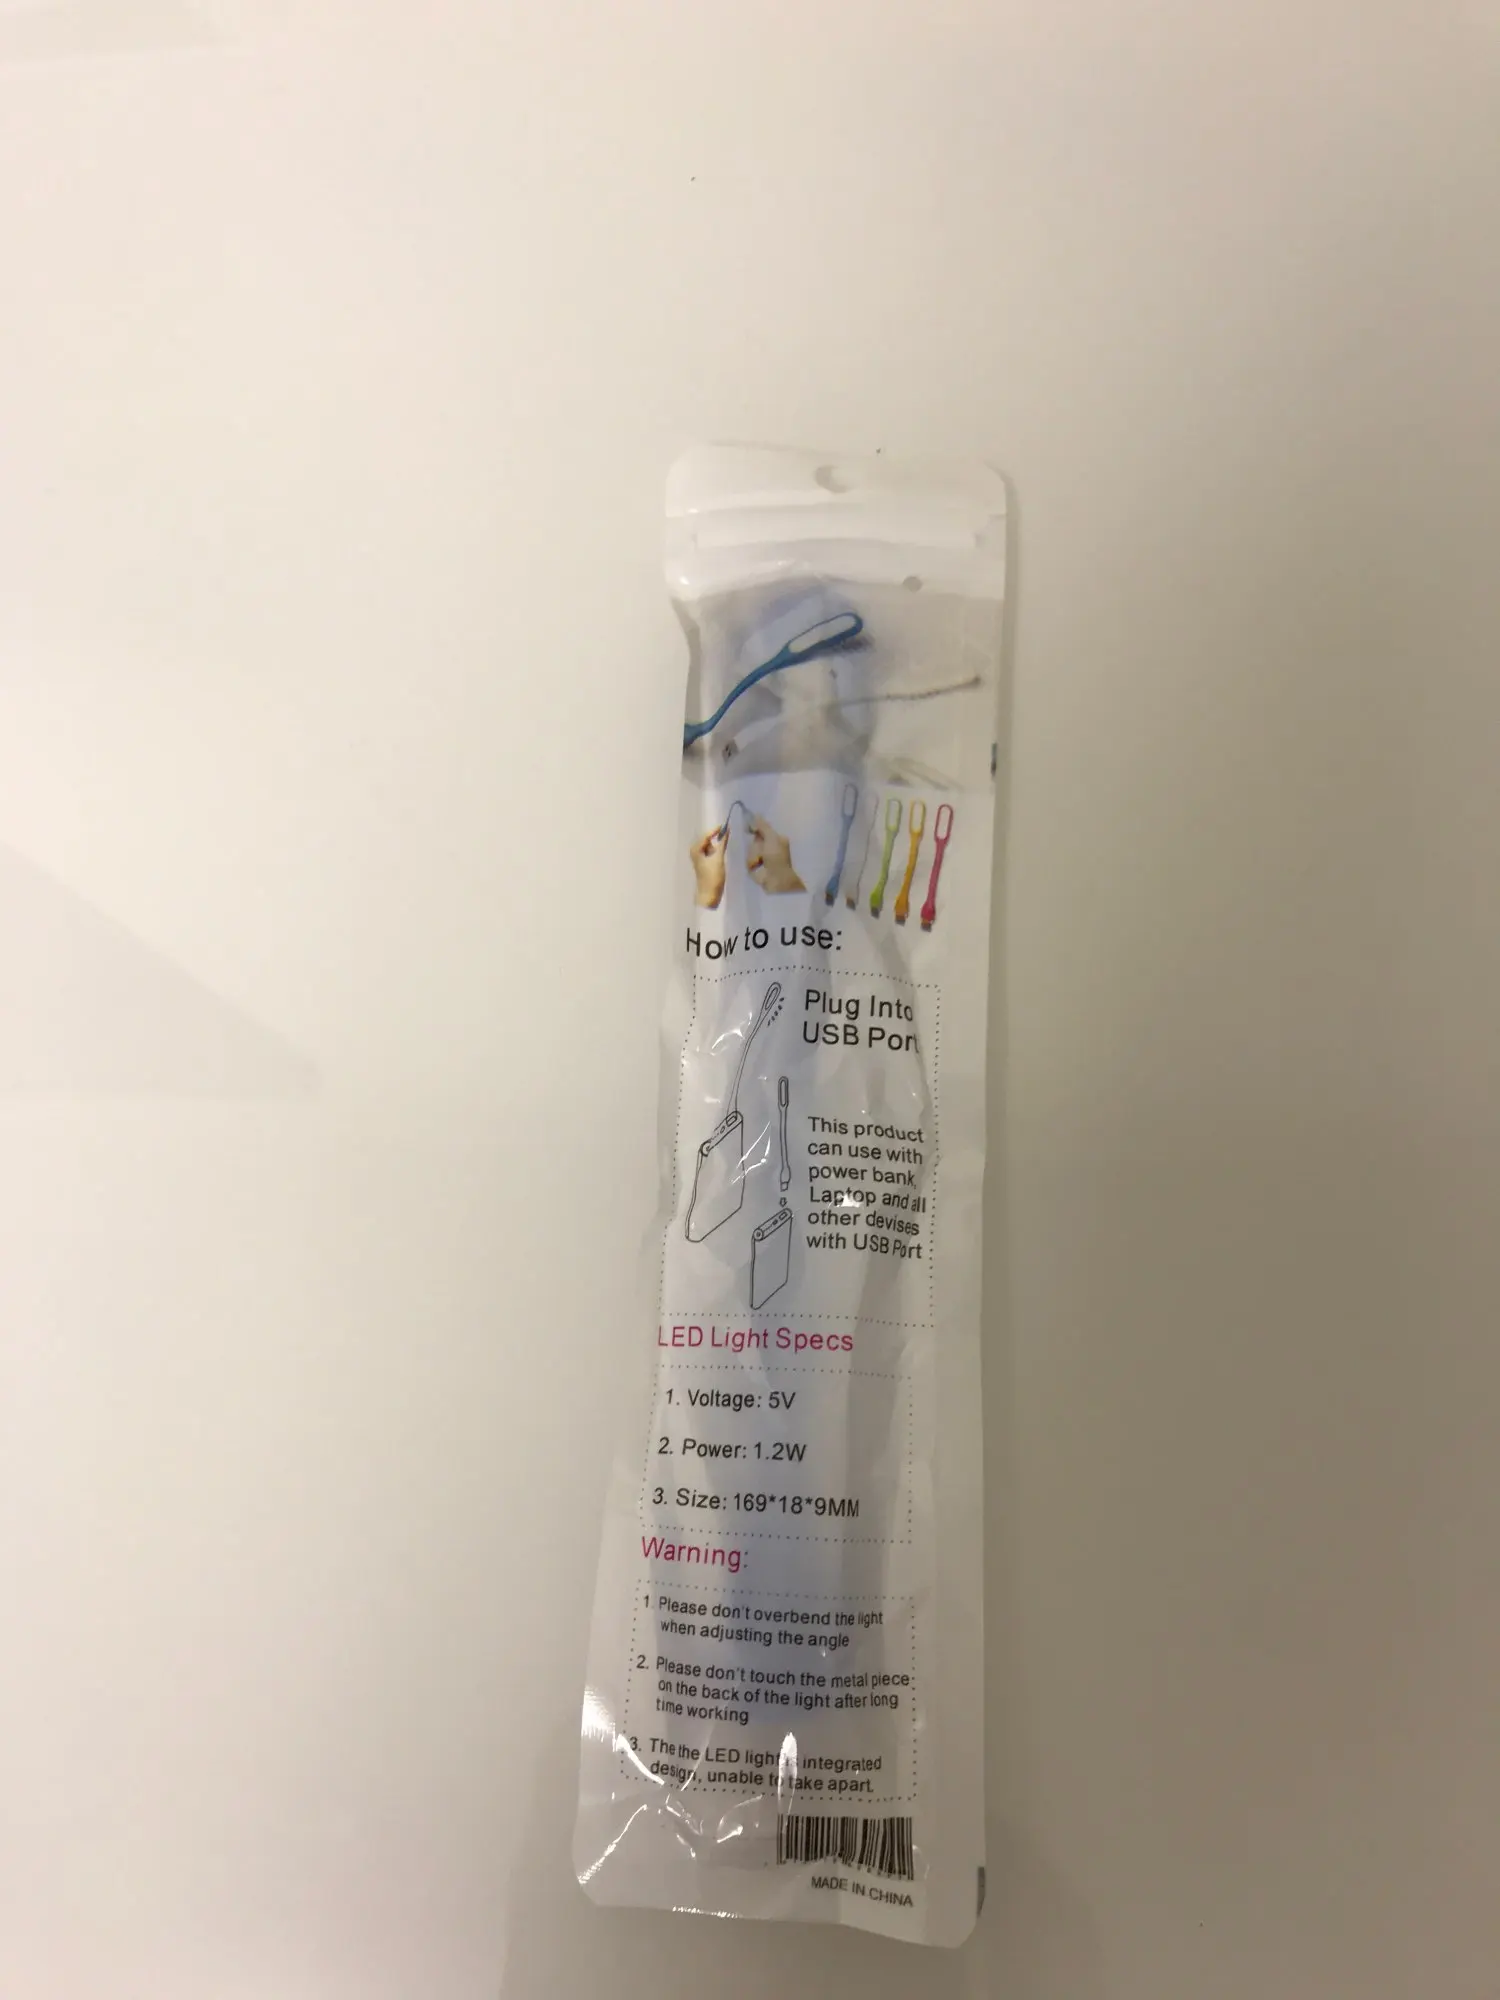 How to use:
Plug Into
USB Port
This product
can use with
power bank,
Laptop and all
other devises
with USB Port
LED Light Specs
1. Voltage: 5V
2. Power: 1.2W
3. Size: 169*18*9MM
Warning:
1. Please don't overbend the light
when adjusting the angle
2. Please don't touch the metal piece
on the back of the light after long
time working
3. The the LED light is integrated
design, unable to take apart.
MADE IN CHINA